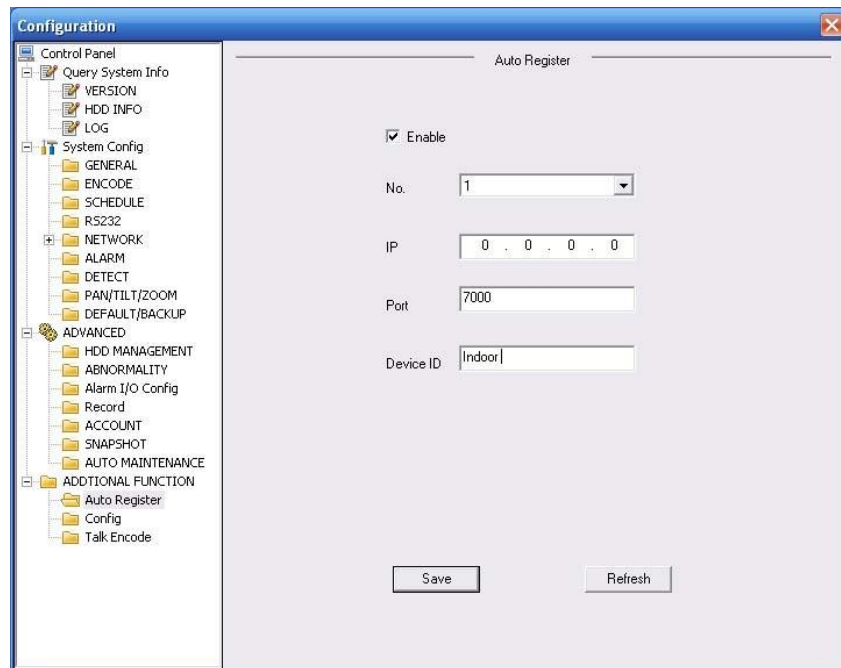 Configuration
Control Panel
Query System Info
VERSION
HDD INFO
LOG
System Config
GENERAL
ENCODE
SCHEDULE
RS232
NETWORK
ALARM
DETECT
PAN/TILT/ZOOM
DEFAULT/BACKUP
ADVANCED
HDD MANAGEMENT
ABNORMALITY
Alarm I/O Config
Record
ACCOUNT
SNAPSHOT
AUTO MAINTENANCE
ADDTIONAL FUNCTION
Auto Register
Config
Talk Encode
Auto Register
Enable
No. 1
IP 0 . 0 . 0 . 0
Port 7000
Device ID Indoor
Save Refresh